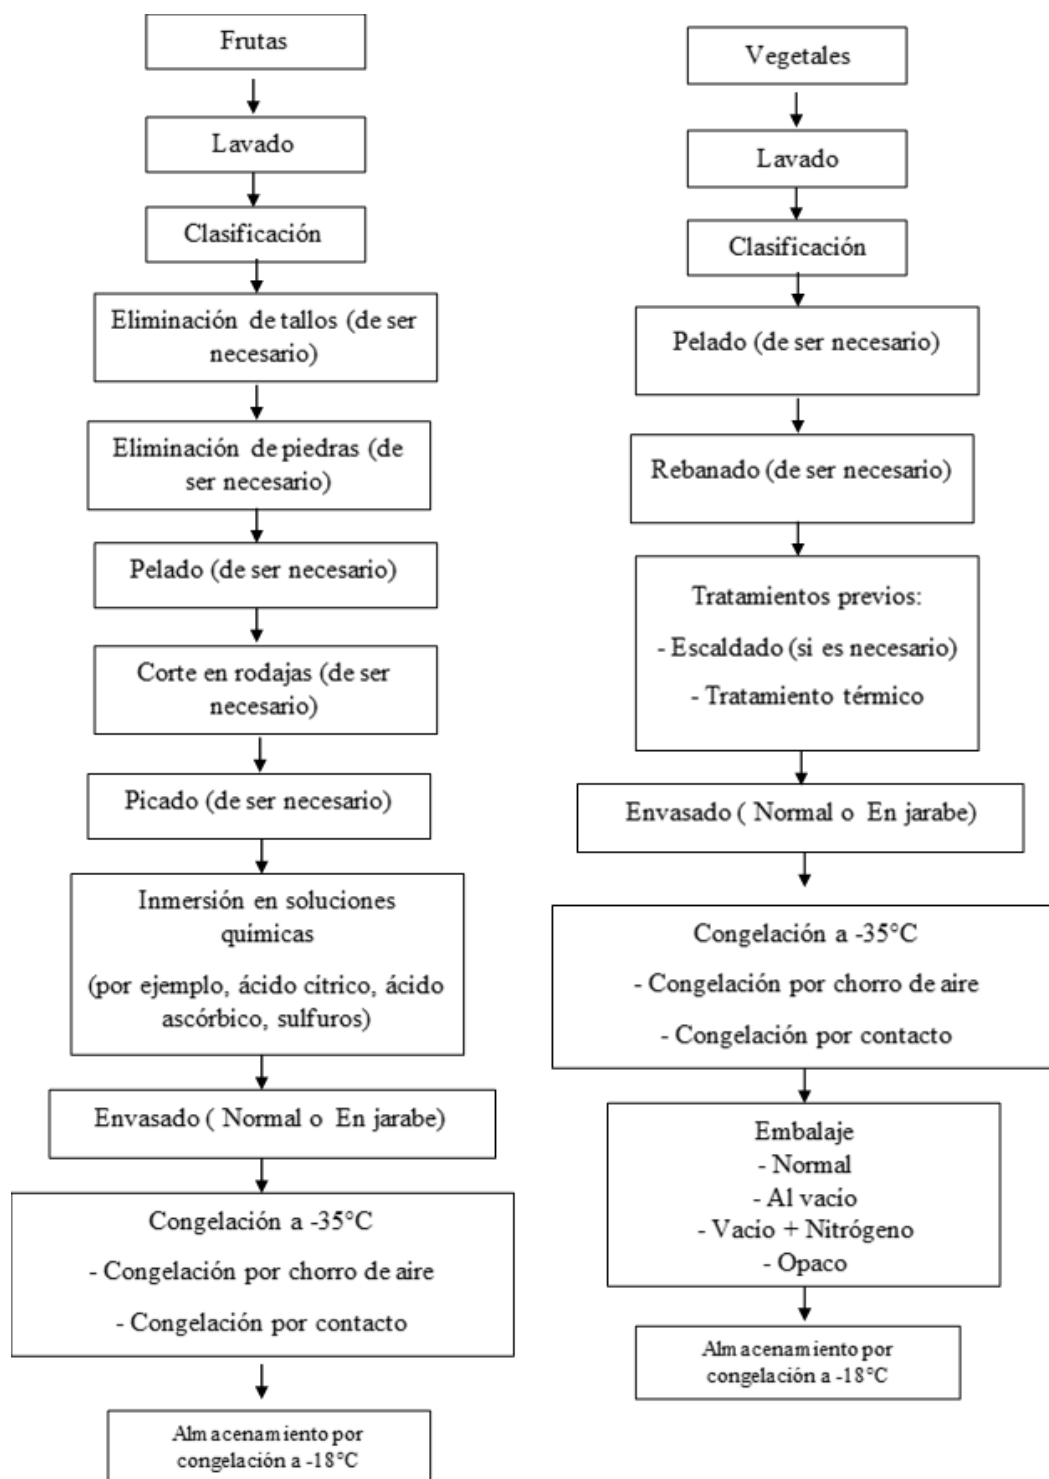 Frutas
Lavado
Clasificación
Eliminación de tallos (de ser
necesario)
Eliminación de piedras (de
ser necesario)
Pelado (de ser necesario)
Corte en rodajas (de ser
necesario)
Picado (de ser necesario)
Inmersión en soluciones
químicas
(por ejemplo, ácido cítrico, ácido
ascórbico, sulfuros)
Envasado ( Normal o En jarabe)
Congelación a -35°C
- Congelación por chorro de aire
- Congelación por contacto
Almacenamiento por
congelación a -18°C
Vegetales
Lavado
Clasificación
Pelado (de ser necesario)
Rebanado (de ser necesario)
Tratamientos previos:
- Escaldado (si es necesario)
- Tratamiento térmico
Envasado ( Normal o En jarabe)
Congelación a -35°C
- Congelación por chorro de aire
- Congelación por contacto
Embalaje
- Normal
- Al vacío
- Vacio + Nitrógeno
- Opaco
Almacenamiento por
congelación a -18°C